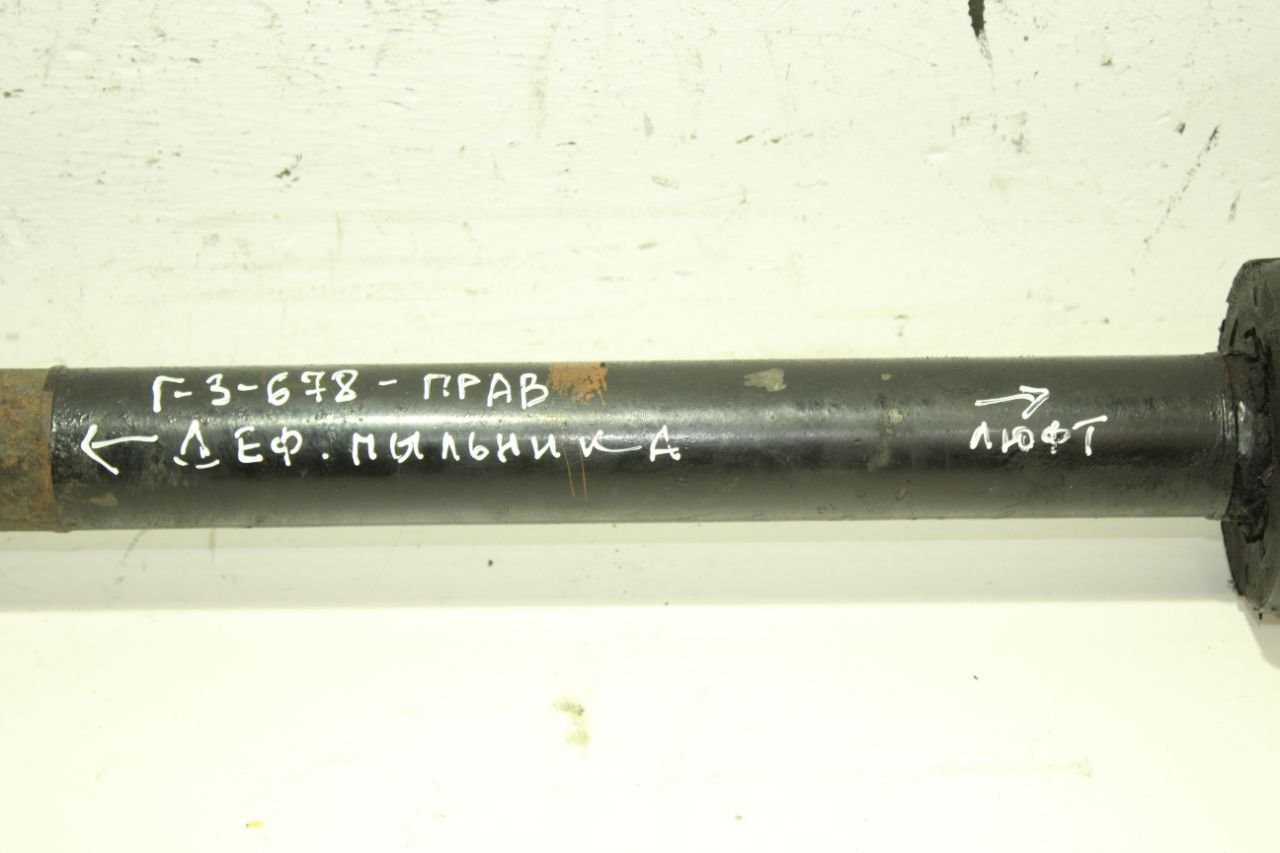 Г-3-678-ПРАВ
← ДЕФ. ПЫЛЬНИКА
→
ЛЮФТ